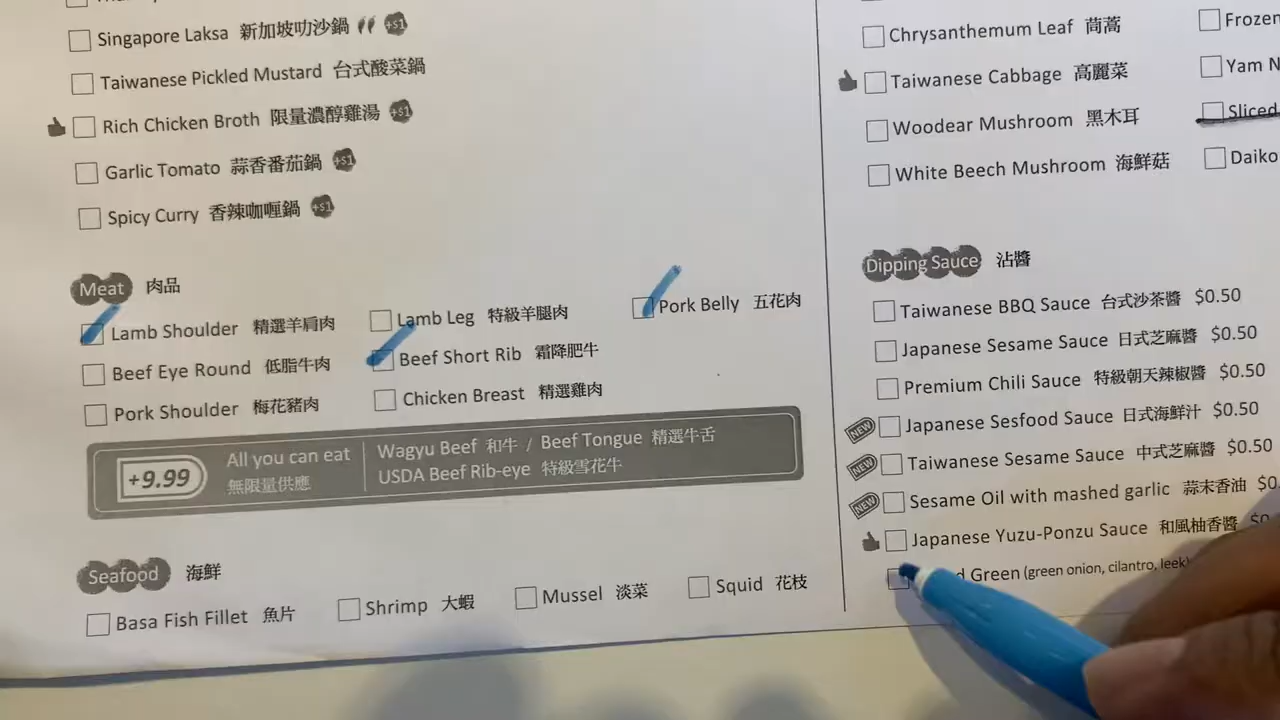 Singapore Laksa 新加坡叻沙鍋 +$1
Taiwanese Pickled Mustard 台式酸菜鍋
Rich Chicken Broth 限量濃醇雞湯 +$1
Garlic Tomato 蒜香番茄鍋 +$1
Spicy Curry 香辣咖喱鍋 +$1
Meat 肉品
Lamb Shoulder 精選羊肩肉
Lamb Leg 特級羊腿肉
Pork Belly 五花肉
Beef Eye Round 低脂牛肉
Beef Short Rib 霜降肥牛
Pork Shoulder 梅花豬肉
Chicken Breast 精選雞肉
+9.99
All you can eat
無限量供應
Wagyu Beef 和牛 / Beef Tongue 精選牛舌
USDA Beef Rib-eye 特級雪花牛
Seafood 海鮮
Basa Fish Fillet 魚片
Shrimp 大蝦
Mussel 淡菜
Squid 花枝
Chrysanthemum Leaf 茼蒿
Frozen
Taiwanese Cabbage 高麗菜
Yam N
Woodear Mushroom 黑木耳
Sliced
White Beech Mushroom 海鮮菇
Daiko
Dipping Sauce 沾醬
Taiwanese BBQ Sauce 台式沙茶醬 $0.50
Japanese Sesame Sauce 日式芝麻醬 $0.50
Premium Chili Sauce 特級朝天辣椒醬 $0.50
NEW Japanese Sesfood Sauce 日式海鮮汁 $0.50
NEW Taiwanese Sesame Sauce 中式芝麻醬 $0.50
NEW Sesame Oil with mashed garlic 蒜末香油 $0.
Japanese Yuzu-Ponzu Sauce 和風柚香醬 $0
Green (green onion, cilantro, leek)